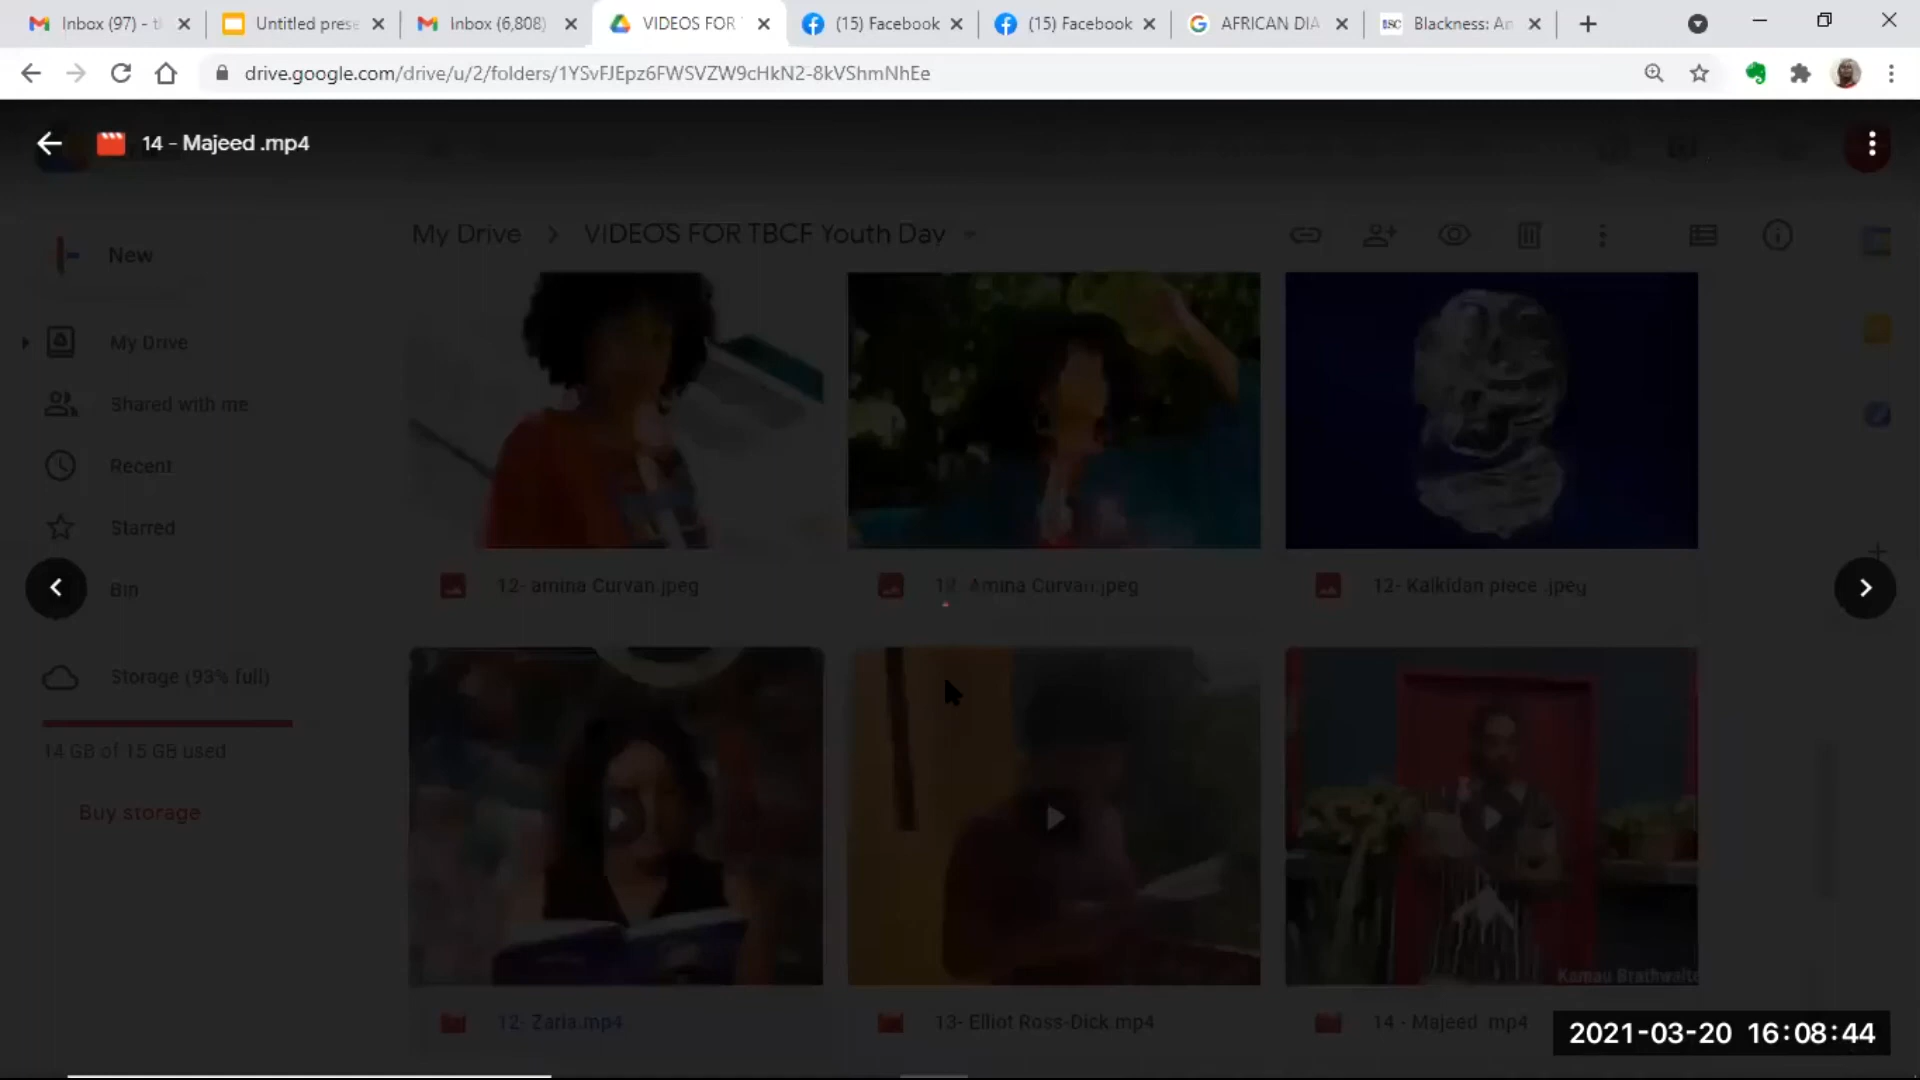 Inbox (97) - t
Untitled prese
Inbox (6,808)
VIDEOS FOR
(15) Facebook
(15) Facebook
AFRICAN DIA
Blackness: An
drive.google.com/drive/u/2/folders/1YSvFJEpz6FWSVZW9cHkN2-8kVShmNhEe
14 - Majeed .mp4
My Drive > VIDEOS FOR TBCF Youth Day
New
My Drive
Shared with me
Recent
Starred
Bin
Storage (93% full)
14 GB of 15 GB used
Buy storage
12- amina Curvan.jpeg
12- Amina Curvan.jpeg
12- Kalkidan piece .jpeg
Kamau Brathwaite
12- Zaria.mp4
13- Elliot Ross-Dick.mp4
14 - Majeed .mp4
2021-03-20 16:08:44